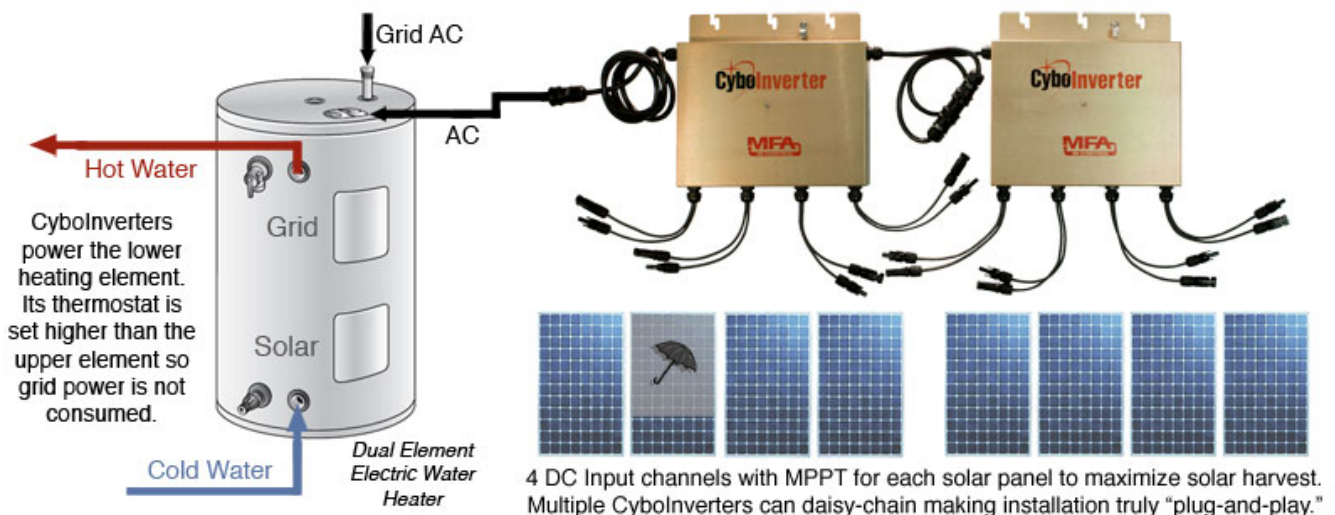 Grid AC
AC
Hot Water
Grid
Solar
CyboInverters
power the lower
heating element.
Its thermostat is
set higher than the
upper element so
grid power is not
consumed.
Cold Water
Dual Element
Electric Water
Heater
CyboInverter
MFA
CyboInverter
MFA
4 DC Input channels with MPPT for each solar panel to maximize solar harvest.
Multiple CyboInverters can daisy-chain making installation truly “plug-and-play.”